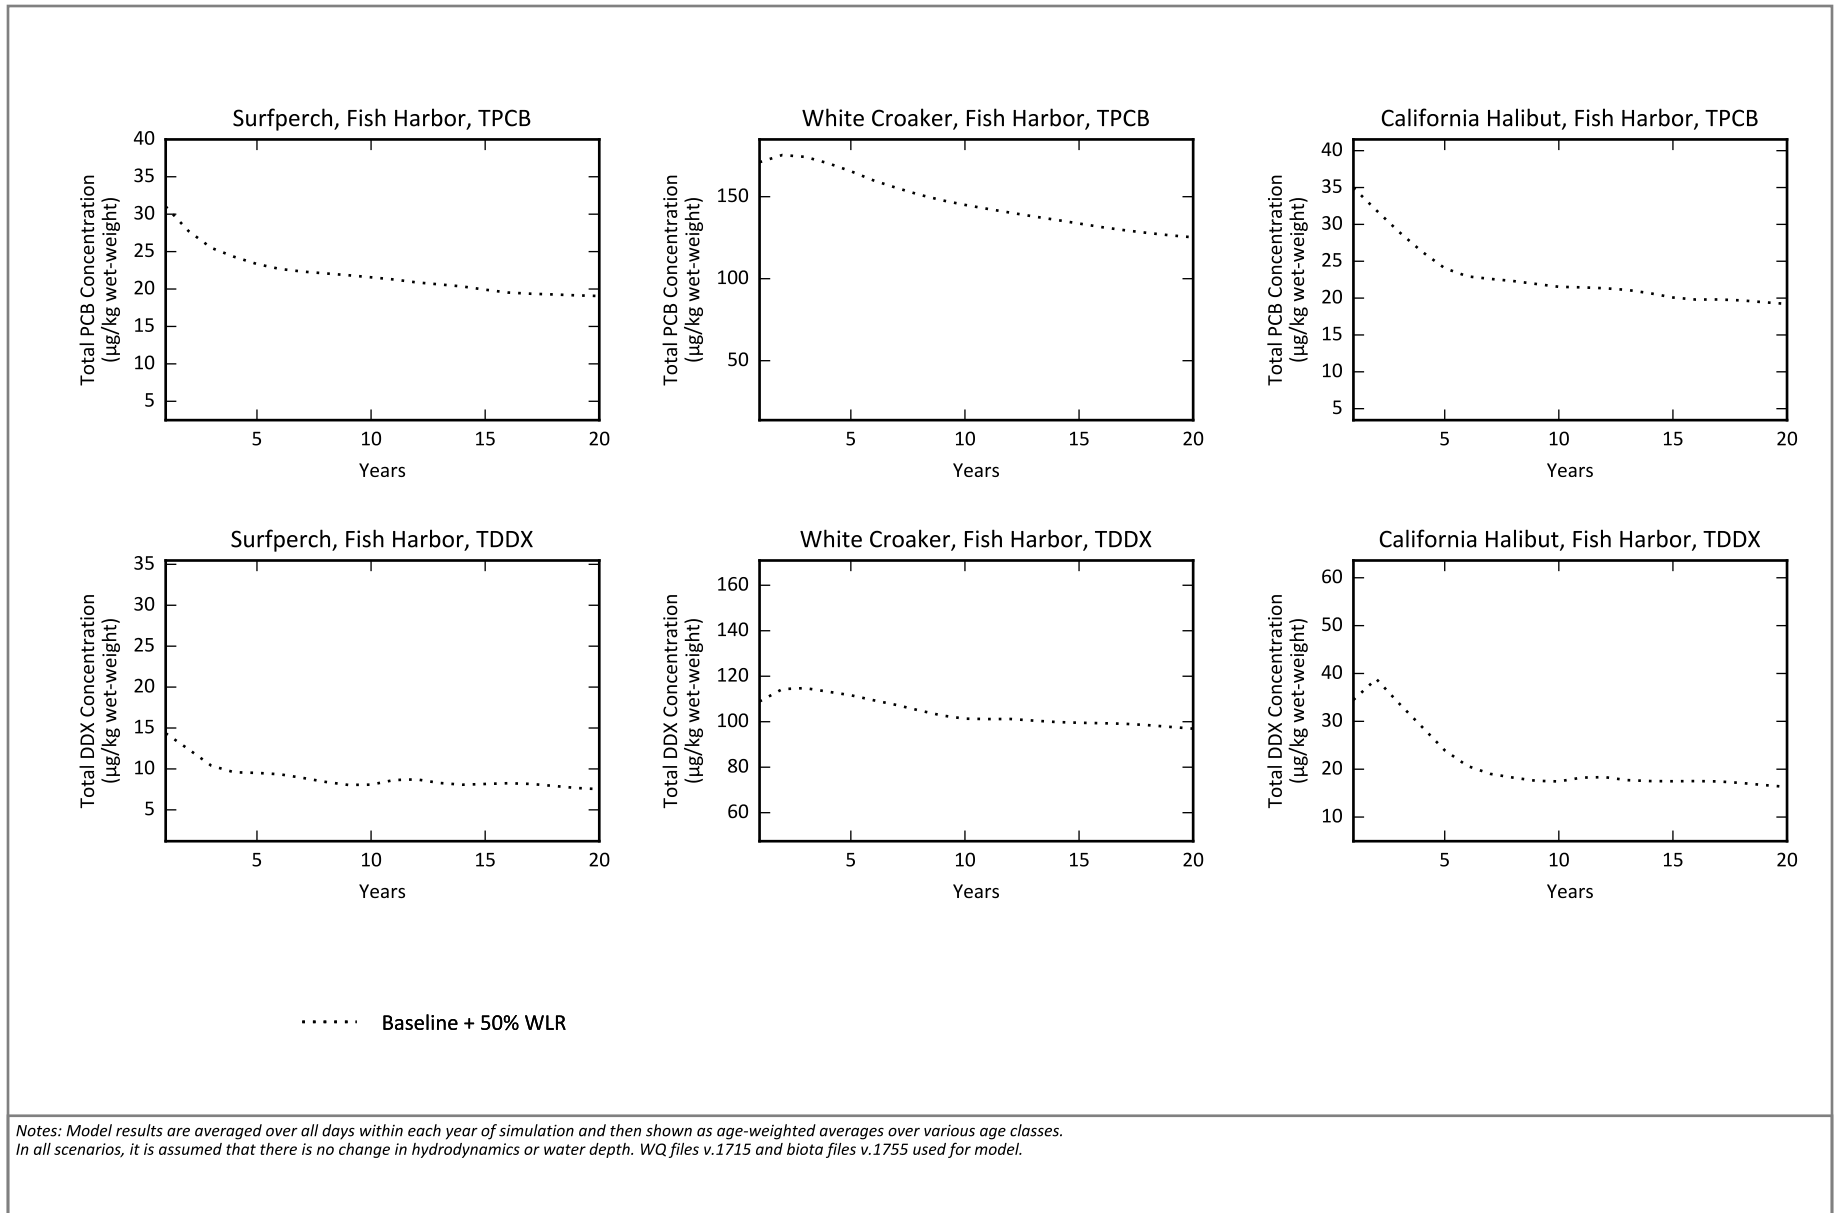 Surfperch, Fish Harbor, TPCB
Total PCB Concentration
(µg/kg wet-weight)
40
35
30
25
20
15
10
5
5 10 15 20
Years
White Croaker, Fish Harbor, TPCB
Total PCB Concentration
(µg/kg wet-weight)
150
100
50
5 10 15 20
Years
California Halibut, Fish Harbor, TPCB
Total PCB Concentration
(µg/kg wet-weight)
40
35
30
25
20
15
10
5
5 10 15 20
Years
Surfperch, Fish Harbor, TDDX
Total DDX Concentration
(µg/kg wet-weight)
35
30
25
20
15
10
5
5 10 15 20
Years
White Croaker, Fish Harbor, TDDX
Total DDX Concentration
(µg/kg wet-weight)
160
140
120
100
80
60
5 10 15 20
Years
California Halibut, Fish Harbor, TDDX
Total DDX Concentration
(µg/kg wet-weight)
60
50
40
30
20
10
5 10 15 20
Years
Baseline + 50% WLR
Notes: Model results are averaged over all days within each year of simulation and then shown as age-weighted averages over various age classes.
In all scenarios, it is assumed that there is no change in hydrodynamics or water depth. WQ files v.1715 and biota files v.1755 used for model.